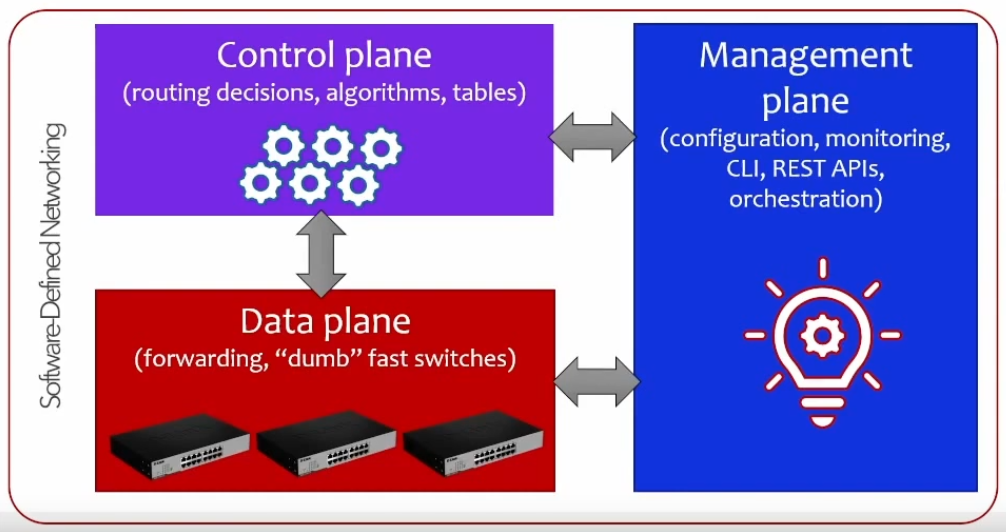 Software-Defined Networking
Control plane
(routing decisions, algorithms, tables)
Management
plane
(configuration, monitoring,
CLI, REST APIs,
orchestration)
Data plane
(forwarding, “dumb” fast switches)